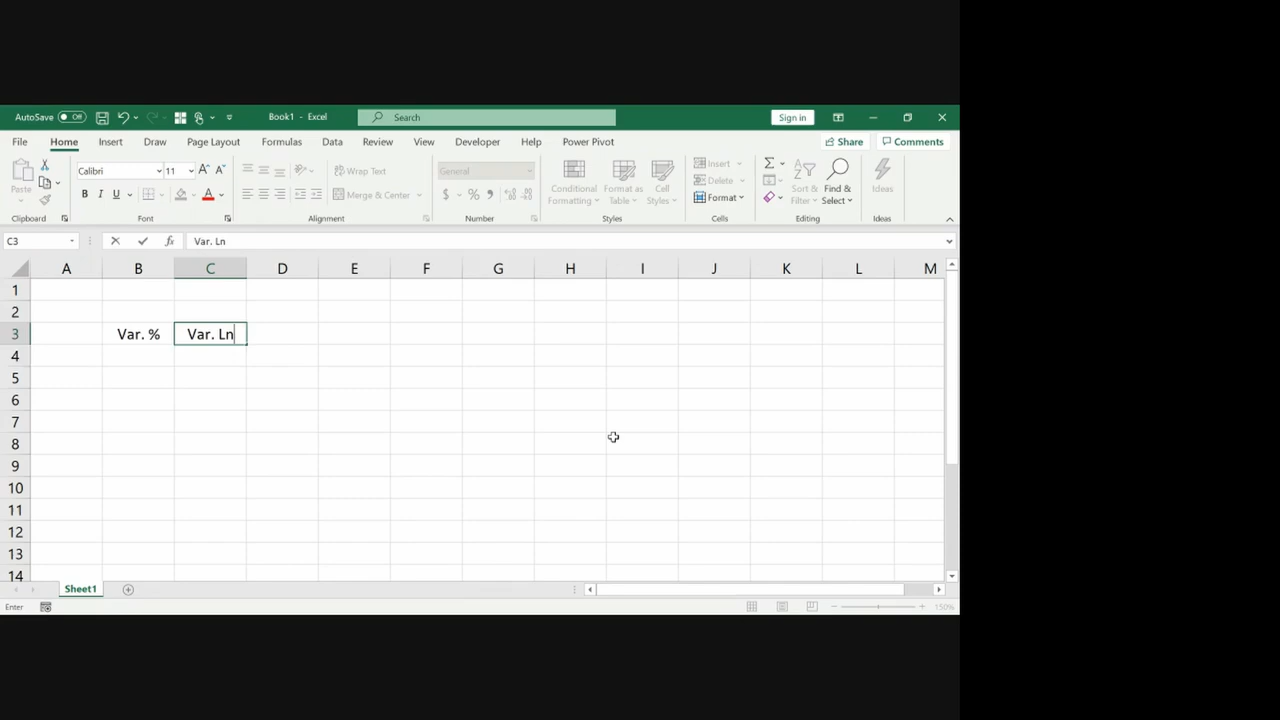 AutoSave Off Book1 - Excel Search Sign in
File Home Insert Draw Page Layout Formulas Data Review View Developer Help Power Pivot Share Comments
Paste Calibri 11 A A Wrap Text General Conditional Formatting Format as Table Cell Styles Insert Σ Sort & Filter Find & Select Ideas
B I U A Merge & Center $ % 9 Delete
Format
Clipboard Font Alignment Number Styles Cells Editing Ideas
C3 fx Var. Ln
A B C D E F G H I J K L M
1
2
3 Var. % Var. Ln
4
5
6
7
8
9
10
11
12
13
14
Sheet1
Enter 150%